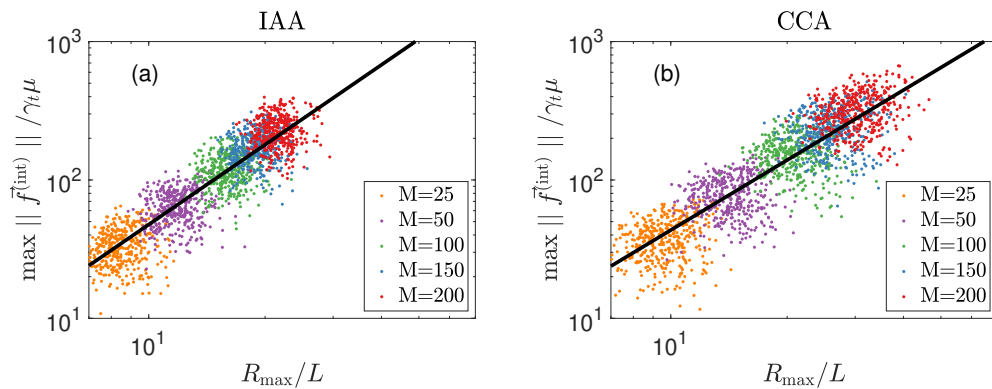 IAA
10^3
(a)
10^2
M=25
M=50
M=100
M=150
M=200
10^1
10^1
R_max/L
max || f⃗^(int) || /γ_t μ
CCA
10^3
(b)
10^2
M=25
M=50
M=100
M=150
M=200
10^1
10^1
R_max/L
max || f⃗^(int) || /γ_t μ